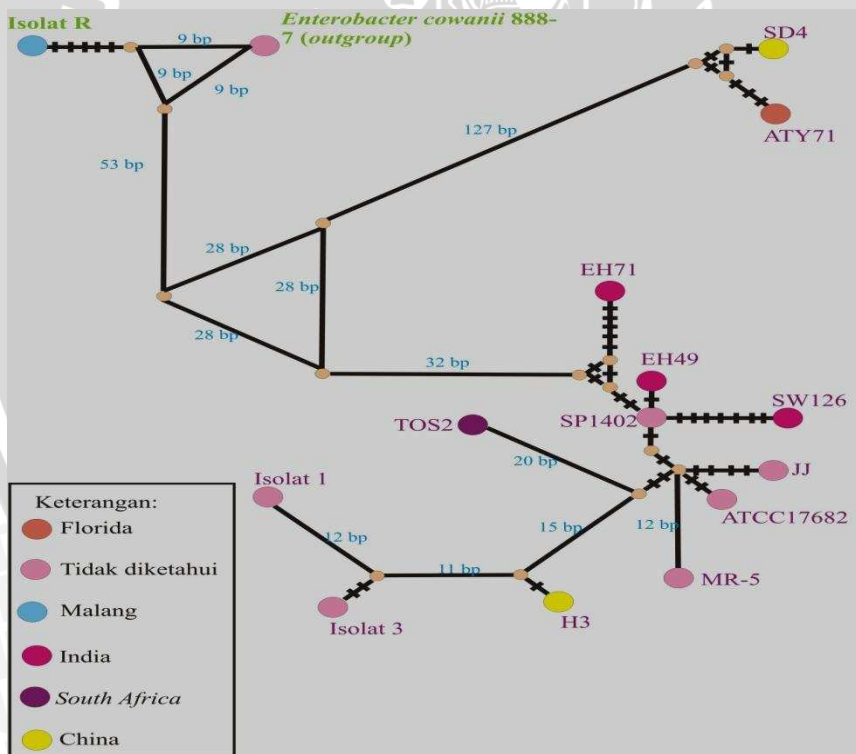 Isolat R
Enterobacter cowanii 888-
7 (outgroup)
9 bp
9 bp
9 bp
SD4
ATY71
127 bp
53 bp
28 bp
28 bp
28 bp
EH71
32 bp
EH49
SW126
SP1402
TOS2
20 bp
JJ
ATCC17682
Isolat 1
12 bp
15 bp
12 bp
11 bp
MR-5
Isolat 3
H3
Keterangan:
Florida
Tidak diketahui
Malang
India
South Africa
China